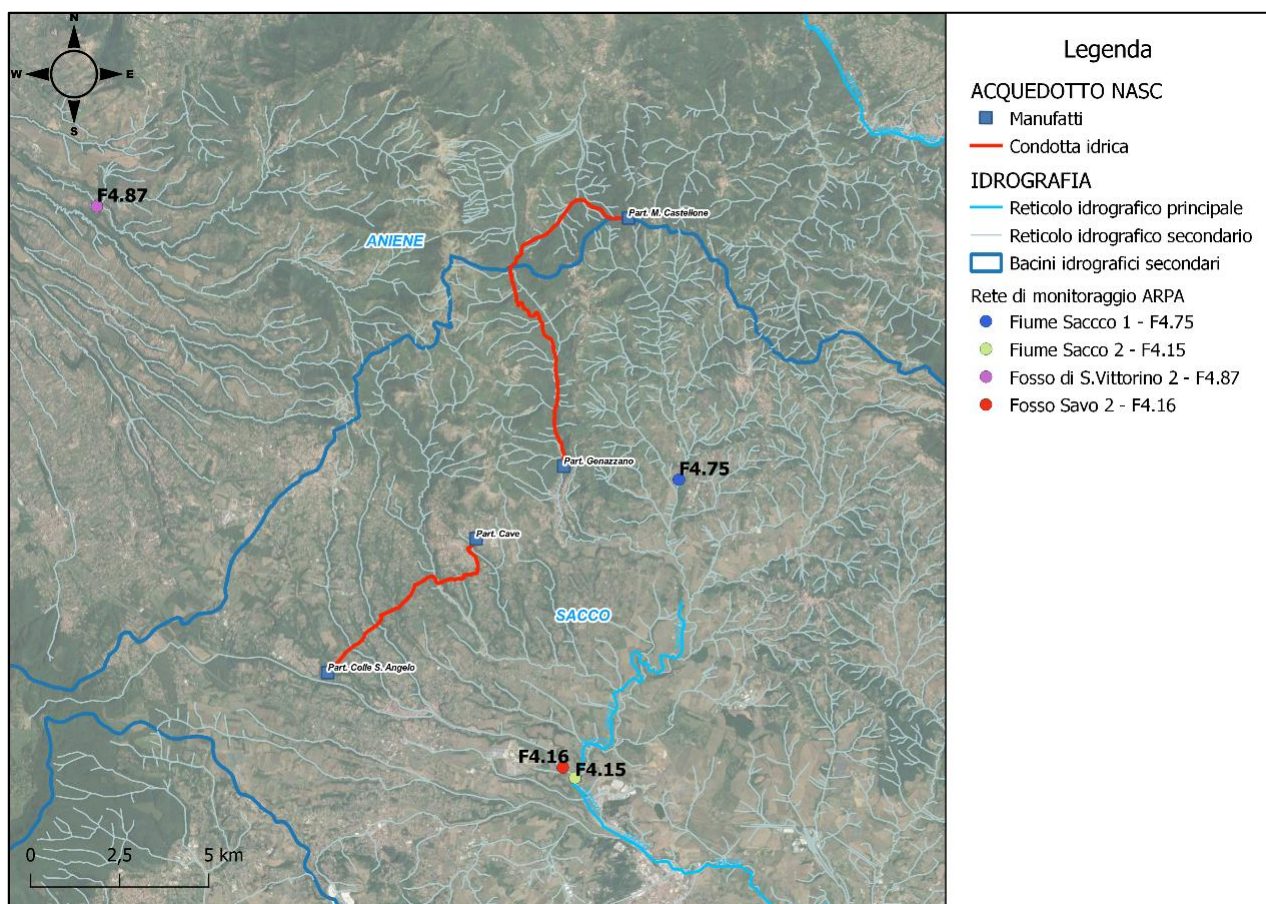 N
W
E
S
F4.87
ANIENE
Part. M. Castellone
Part. Genazzano
F4.75
Part. Cave
SACCO
Part. Colle S. Angelo
F4.16
F4.15
0 2,5 5 km
Legenda
ACQUEDOTTO NASC
Manufatti
Condotta idrica
IDROGRAFIA
Reticolo idrografico principale
Reticolo idrografico secondario
Bacini idrografici secondari
Rete di monitoraggio ARPA
Fiume Saccco 1 - F4.75
Fiume Sacco 2 - F4.15
Fosso di S.Vittorino 2 - F4.87
Fosso Savo 2 - F4.16